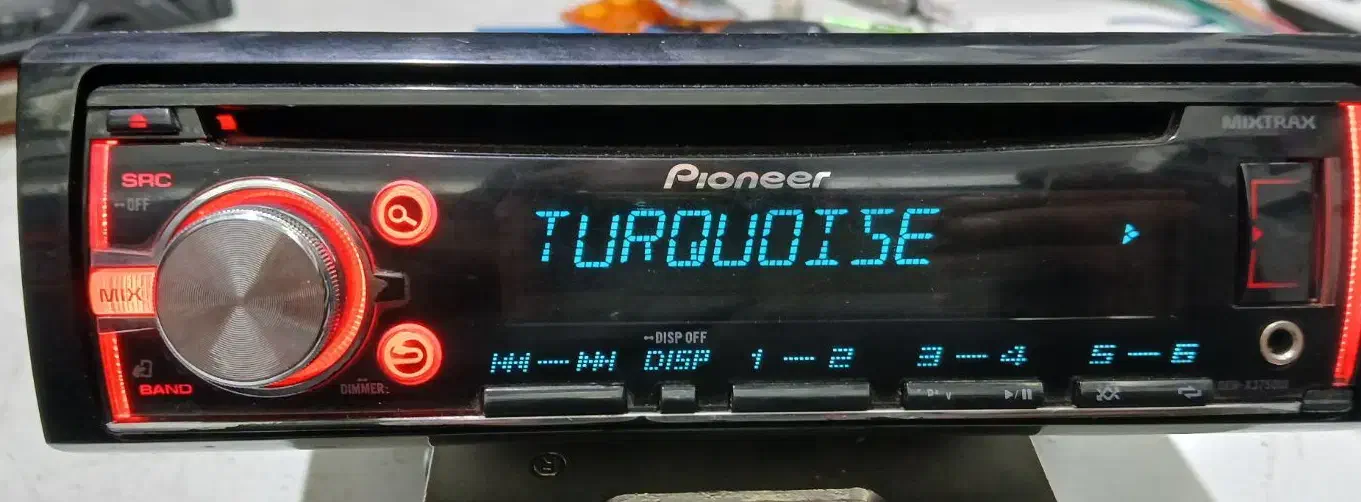 MIXTRAX
Pioneer
SRC
OFF
TURQUOISE
MIX
DISP OFF
DISP 1 — 2 3 — 4 5 — 6
BAND
DIMMER